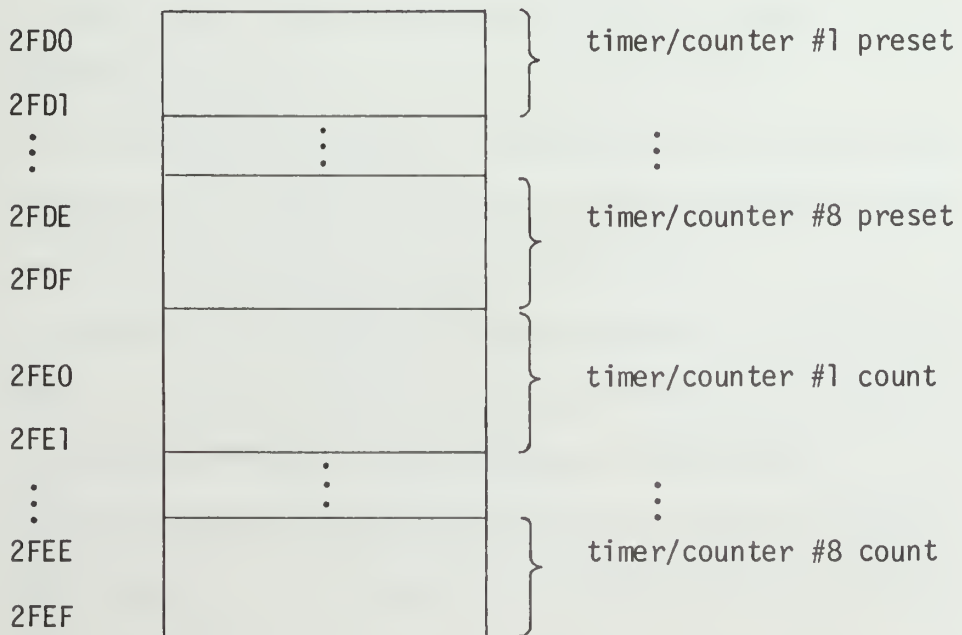 2FD0 timer/counter #1 preset
2FD1
2FDE timer/counter #8 preset
2FDF
2FE0 timer/counter #1 count
2FE1
2FEE timer/counter #8 count
2FEF